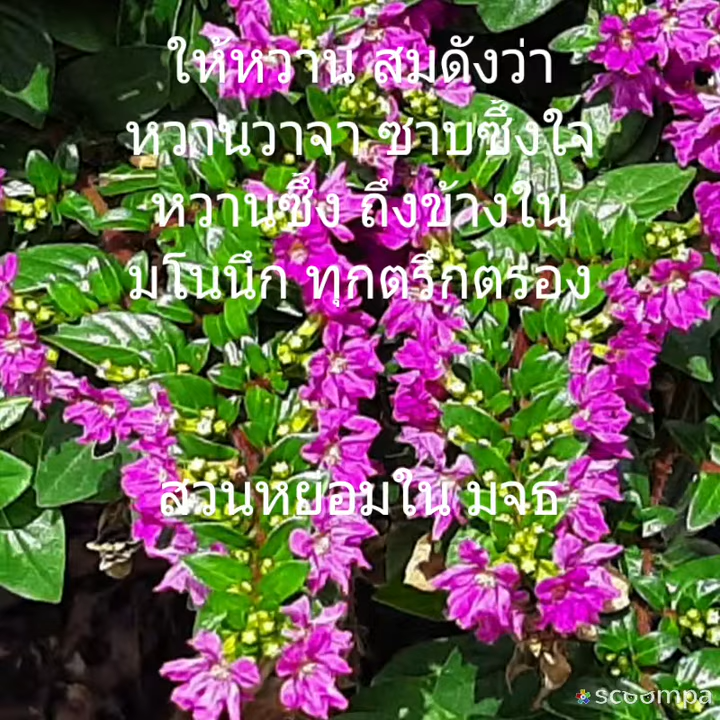 ให้หวาน สมดังว่า
หวานวาจา ซาบซึ้งใจ
หวานซึ้ง ถึงข้างใน
มโนนึก ทุกตรึกตรอง
สวนหย่อมใน มจธ
scoompa